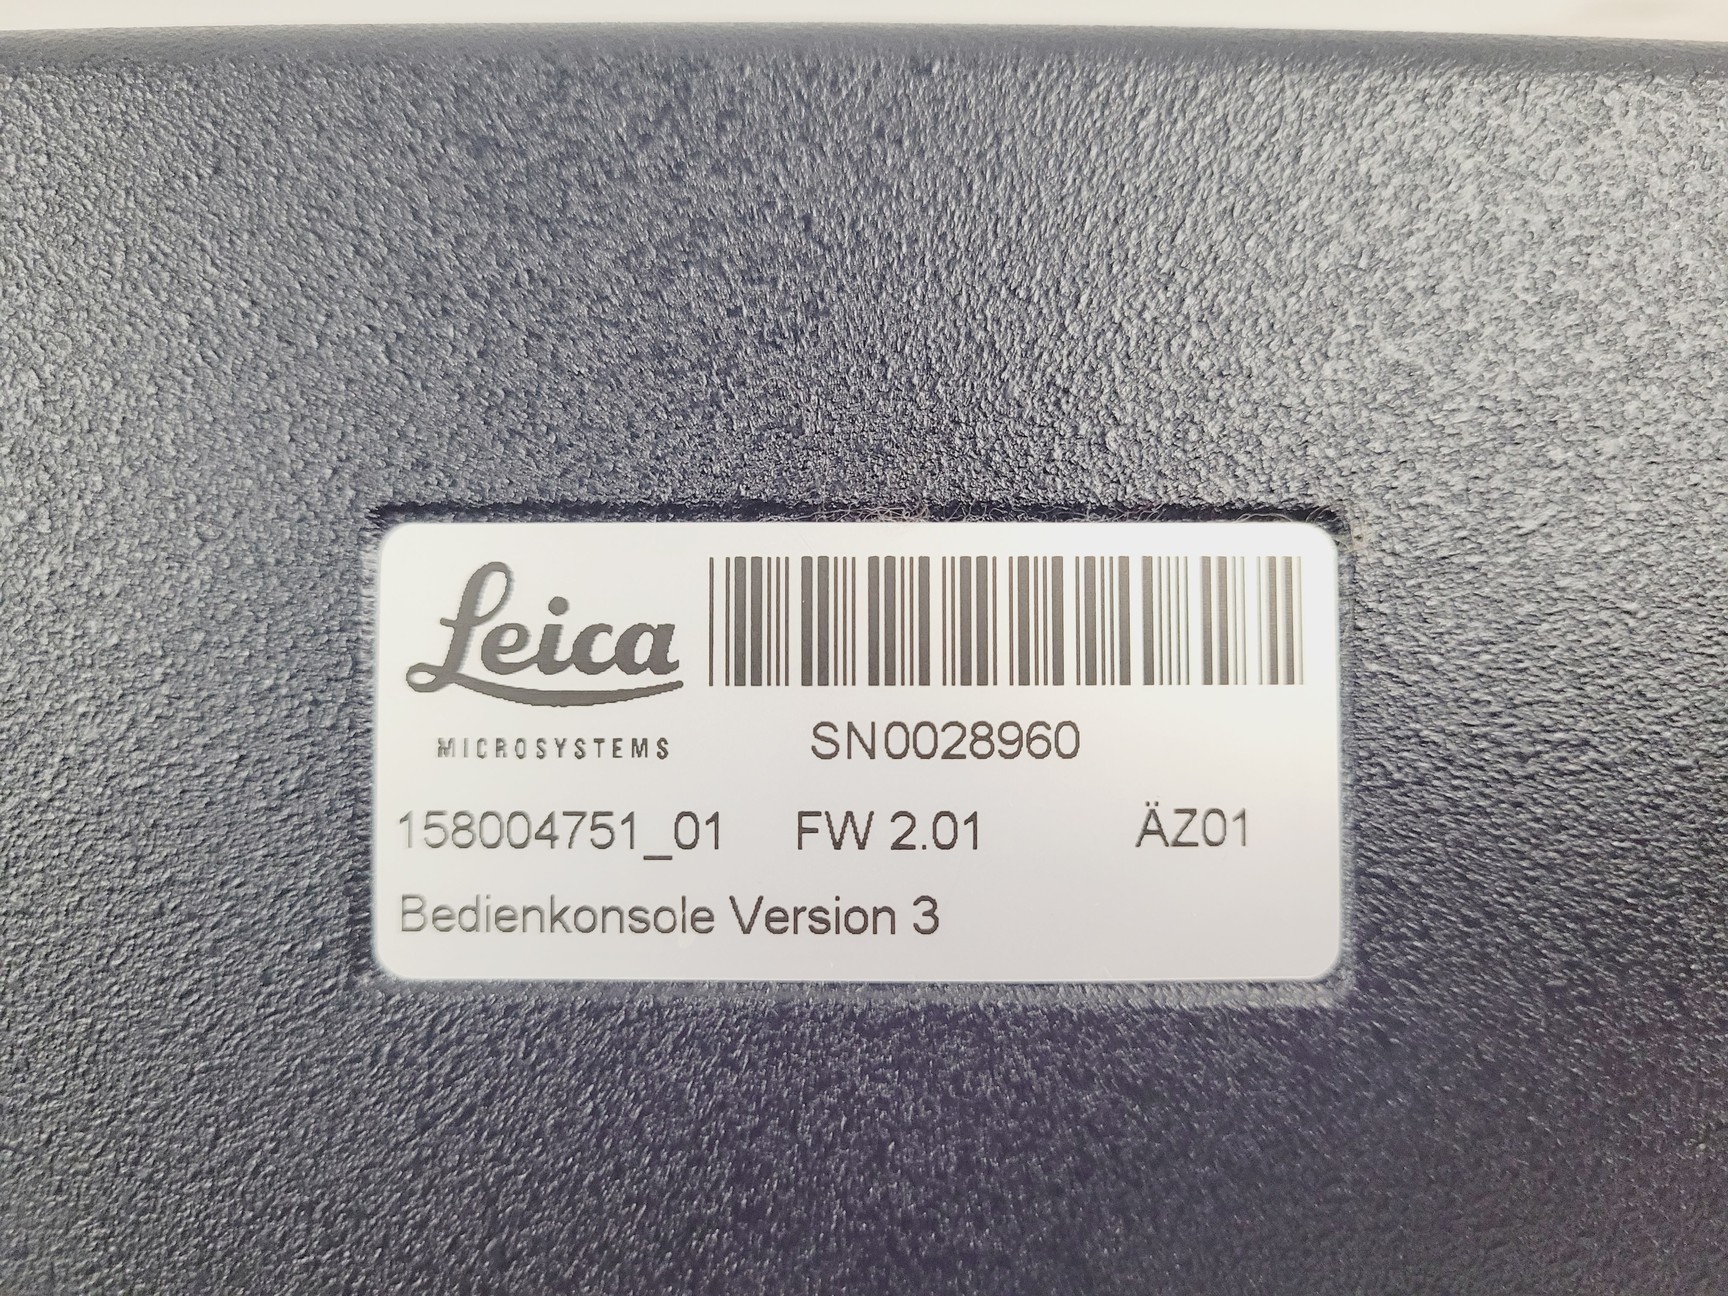 Leica
MICROSYSTEMS
SN0028960
158004751_01 FW 2.01 ÄZ01
Bedienkonsole Version 3